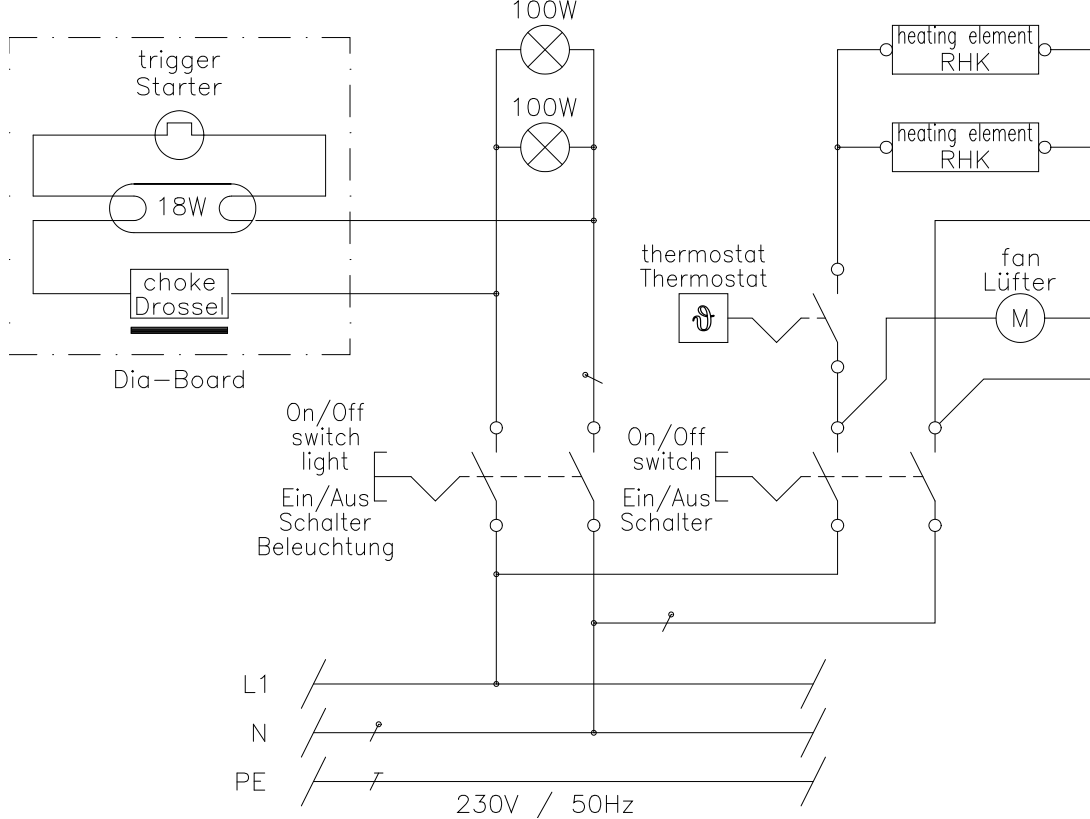 100W
trigger
Starter
100W
18W
choke
Drossel
Dia-Board
heating element
RHK
heating element
RHK
thermostat
Thermostat
ϑ
fan
Lüfter
M
On/Off
switch
light
Ein/Aus
Schalter
Beleuchtung
On/Off
switch
Ein/Aus
Schalter
L1
N
PE
230V / 50Hz